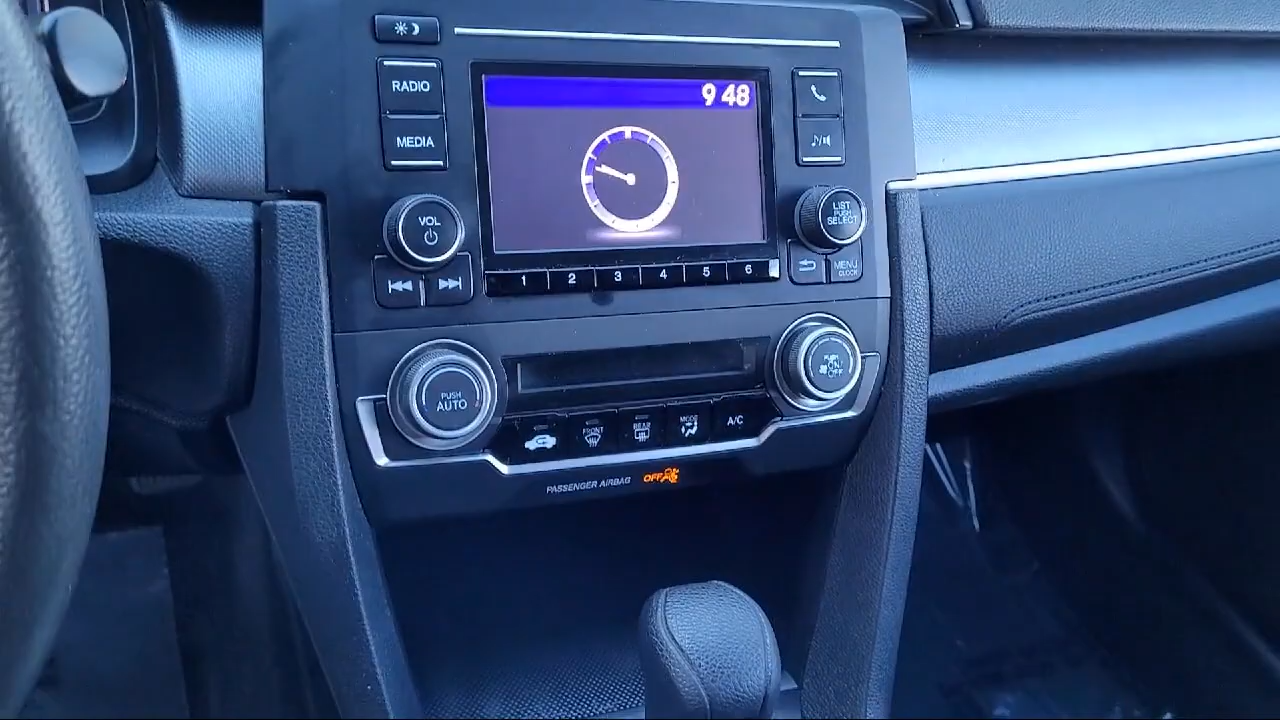 RADIO
MEDIA
9 48
VOL
LIST
PUSH
SELECT
MENU
CLOCK
1 2 3 4 5 6
PUSH
AUTO
PUSH
ON/
OFF
FRONT
REAR
MODE
A/C
PASSENGER AIRBAG OFF